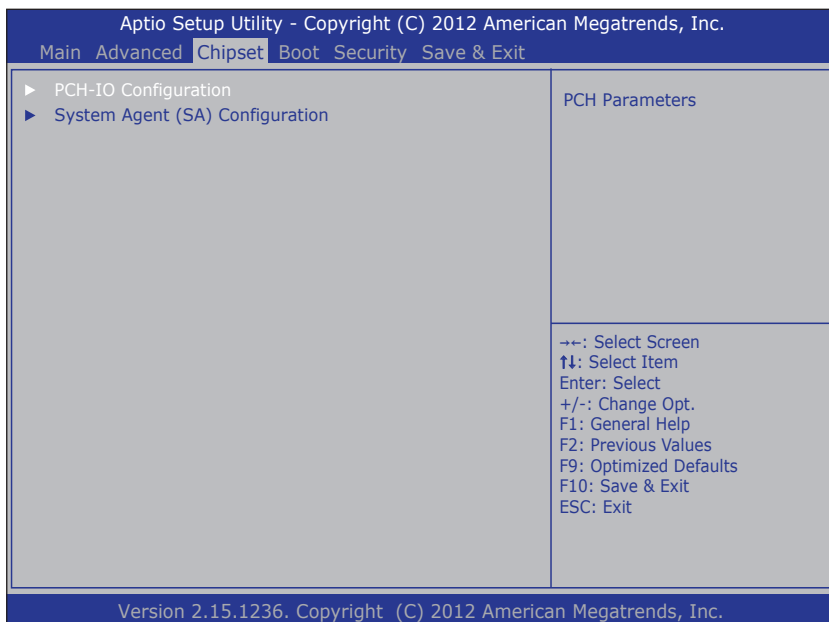 Aptio Setup Utility - Copyright (C) 2012 American Megatrends, Inc.
Main Advanced Chipset Boot Security Save & Exit
► PCH-IO Configuration
► System Agent (SA) Configuration
PCH Parameters
→←: Select Screen
↑↓: Select Item
Enter: Select
+/-: Change Opt.
F1: General Help
F2: Previous Values
F9: Optimized Defaults
F10: Save & Exit
ESC: Exit
Version 2.15.1236. Copyright (C) 2012 American Megatrends, Inc.